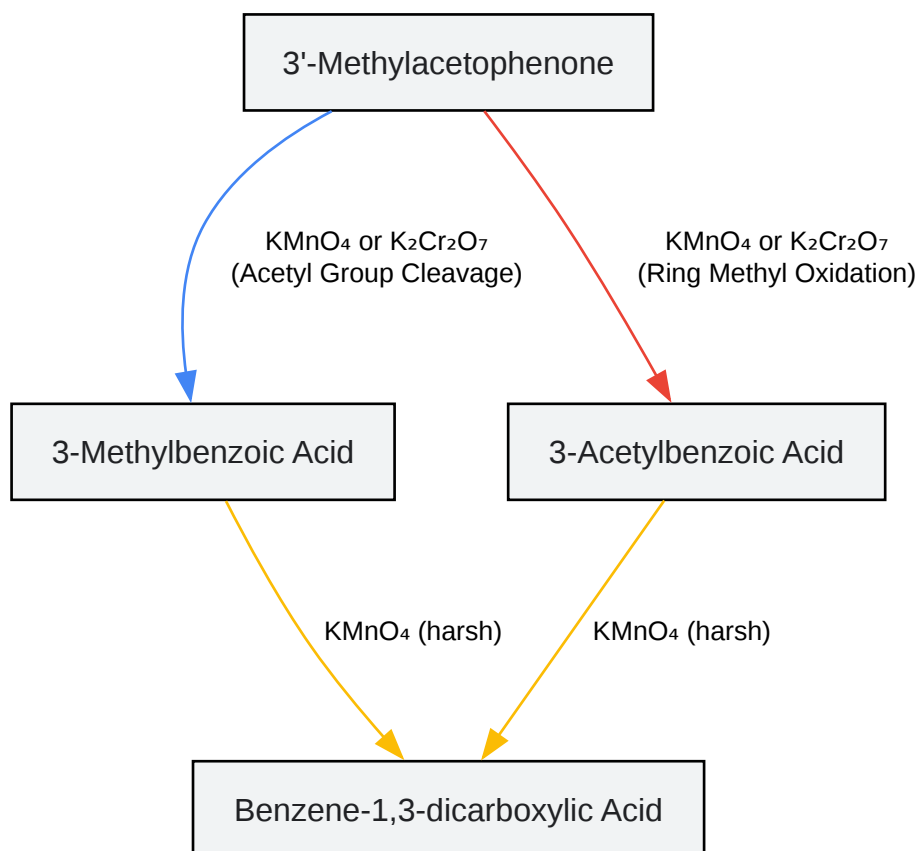 3'-Methylacetophenone
KMnO₄ or K₂Cr₂O₇
(Acetyl Group Cleavage)
KMnO₄ or K₂Cr₂O₇
(Ring Methyl Oxidation)
3-Methylbenzoic Acid
3-Acetylbenzoic Acid
KMnO₄ (harsh)
KMnO₄ (harsh)
Benzene-1,3-dicarboxylic Acid